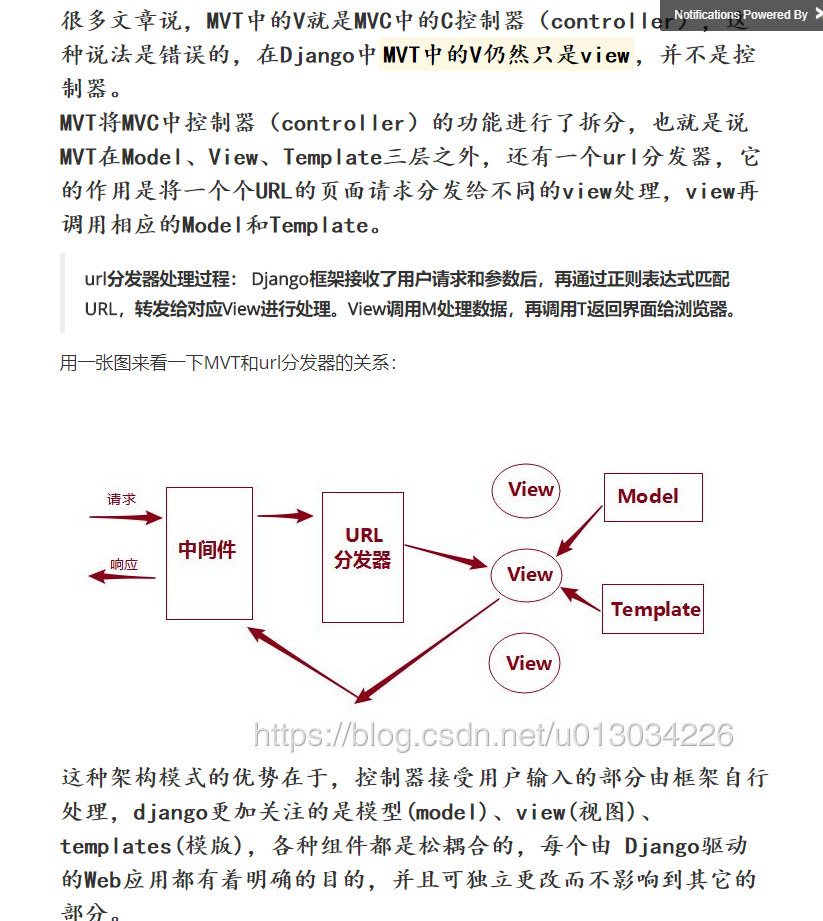 很多文章说，MVT中的V就是MVC中的C控制器（controller），这
Notifications Powered By
种说法是错误的，在Django中MVT中的V仍然只是view，并不是控
制器。
MVT将MVC中控制器（controller）的功能进行了拆分，也就是说
MVT在Model、View、Template三层之外，还有一个url分发器，它
的作用是将一个个URL的页面请求分发给不同的view处理，view再
调用相应的Model和Template。
url分发器处理过程： Django框架接收了用户请求和参数后，再通过正则表达式匹配
URL，转发给对应View进行处理。View调用M处理数据，再调用T返回界面给浏览器。
用一张图来看一下MVT和url分发器的关系：
请求
响应
中间件
URL
分发器
View
View
View
Model
Template
https://blog.csdn.net/u013034226
这种架构模式的优势在于，控制器接受用户输入的部分由框架自行
处理，django更加关注的是模型(model)、view(视图)、
templates(模版)，各种组件都是松耦合的，每个由 Django驱动
的Web应用都有着明确的目的，并且可独立更改而不影响到其它的
部分。